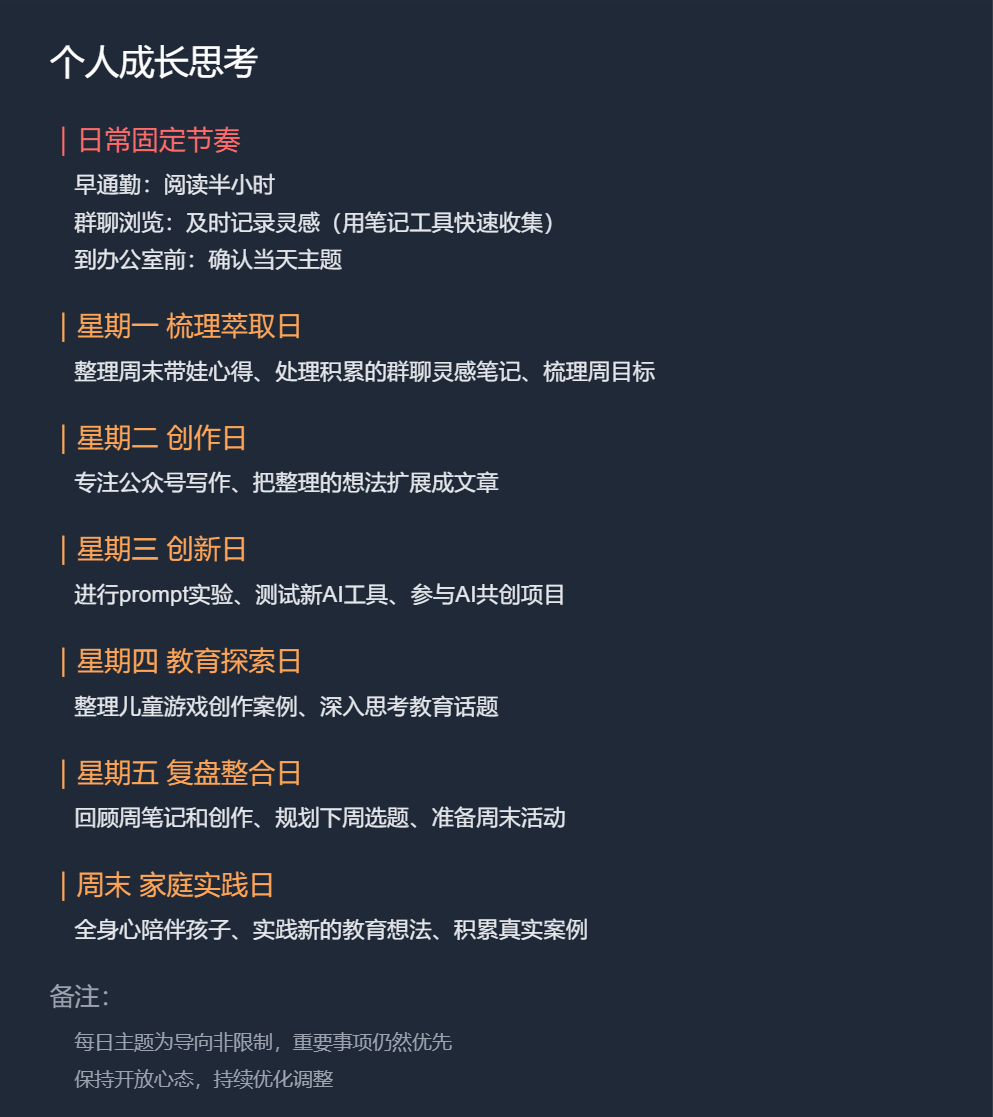 个人成长思考
| 日常固定节奏
早通勤：阅读半小时
群聊浏览：及时记录灵感（用笔记工具快速收集）
到办公室前：确认当天主题
| 星期一 梳理萃取日
整理周末带娃心得、处理积累的群聊灵感笔记、梳理周目标
| 星期二 创作日
专注公众号写作、把整理的想法扩展成文章
| 星期三 创新日
进行prompt实验、测试新AI工具、参与AI共创项目
| 星期四 教育探索日
整理儿童游戏创作案例、深入思考教育话题
| 星期五 复盘整合日
回顾周笔记和创作、规划下周选题、准备周末活动
| 周末 家庭实践日
全身心陪伴孩子、实践新的教育想法、积累真实案例
备注：
每日主题为导向非限制，重要事项仍然优先
保持开放心态，持续优化调整